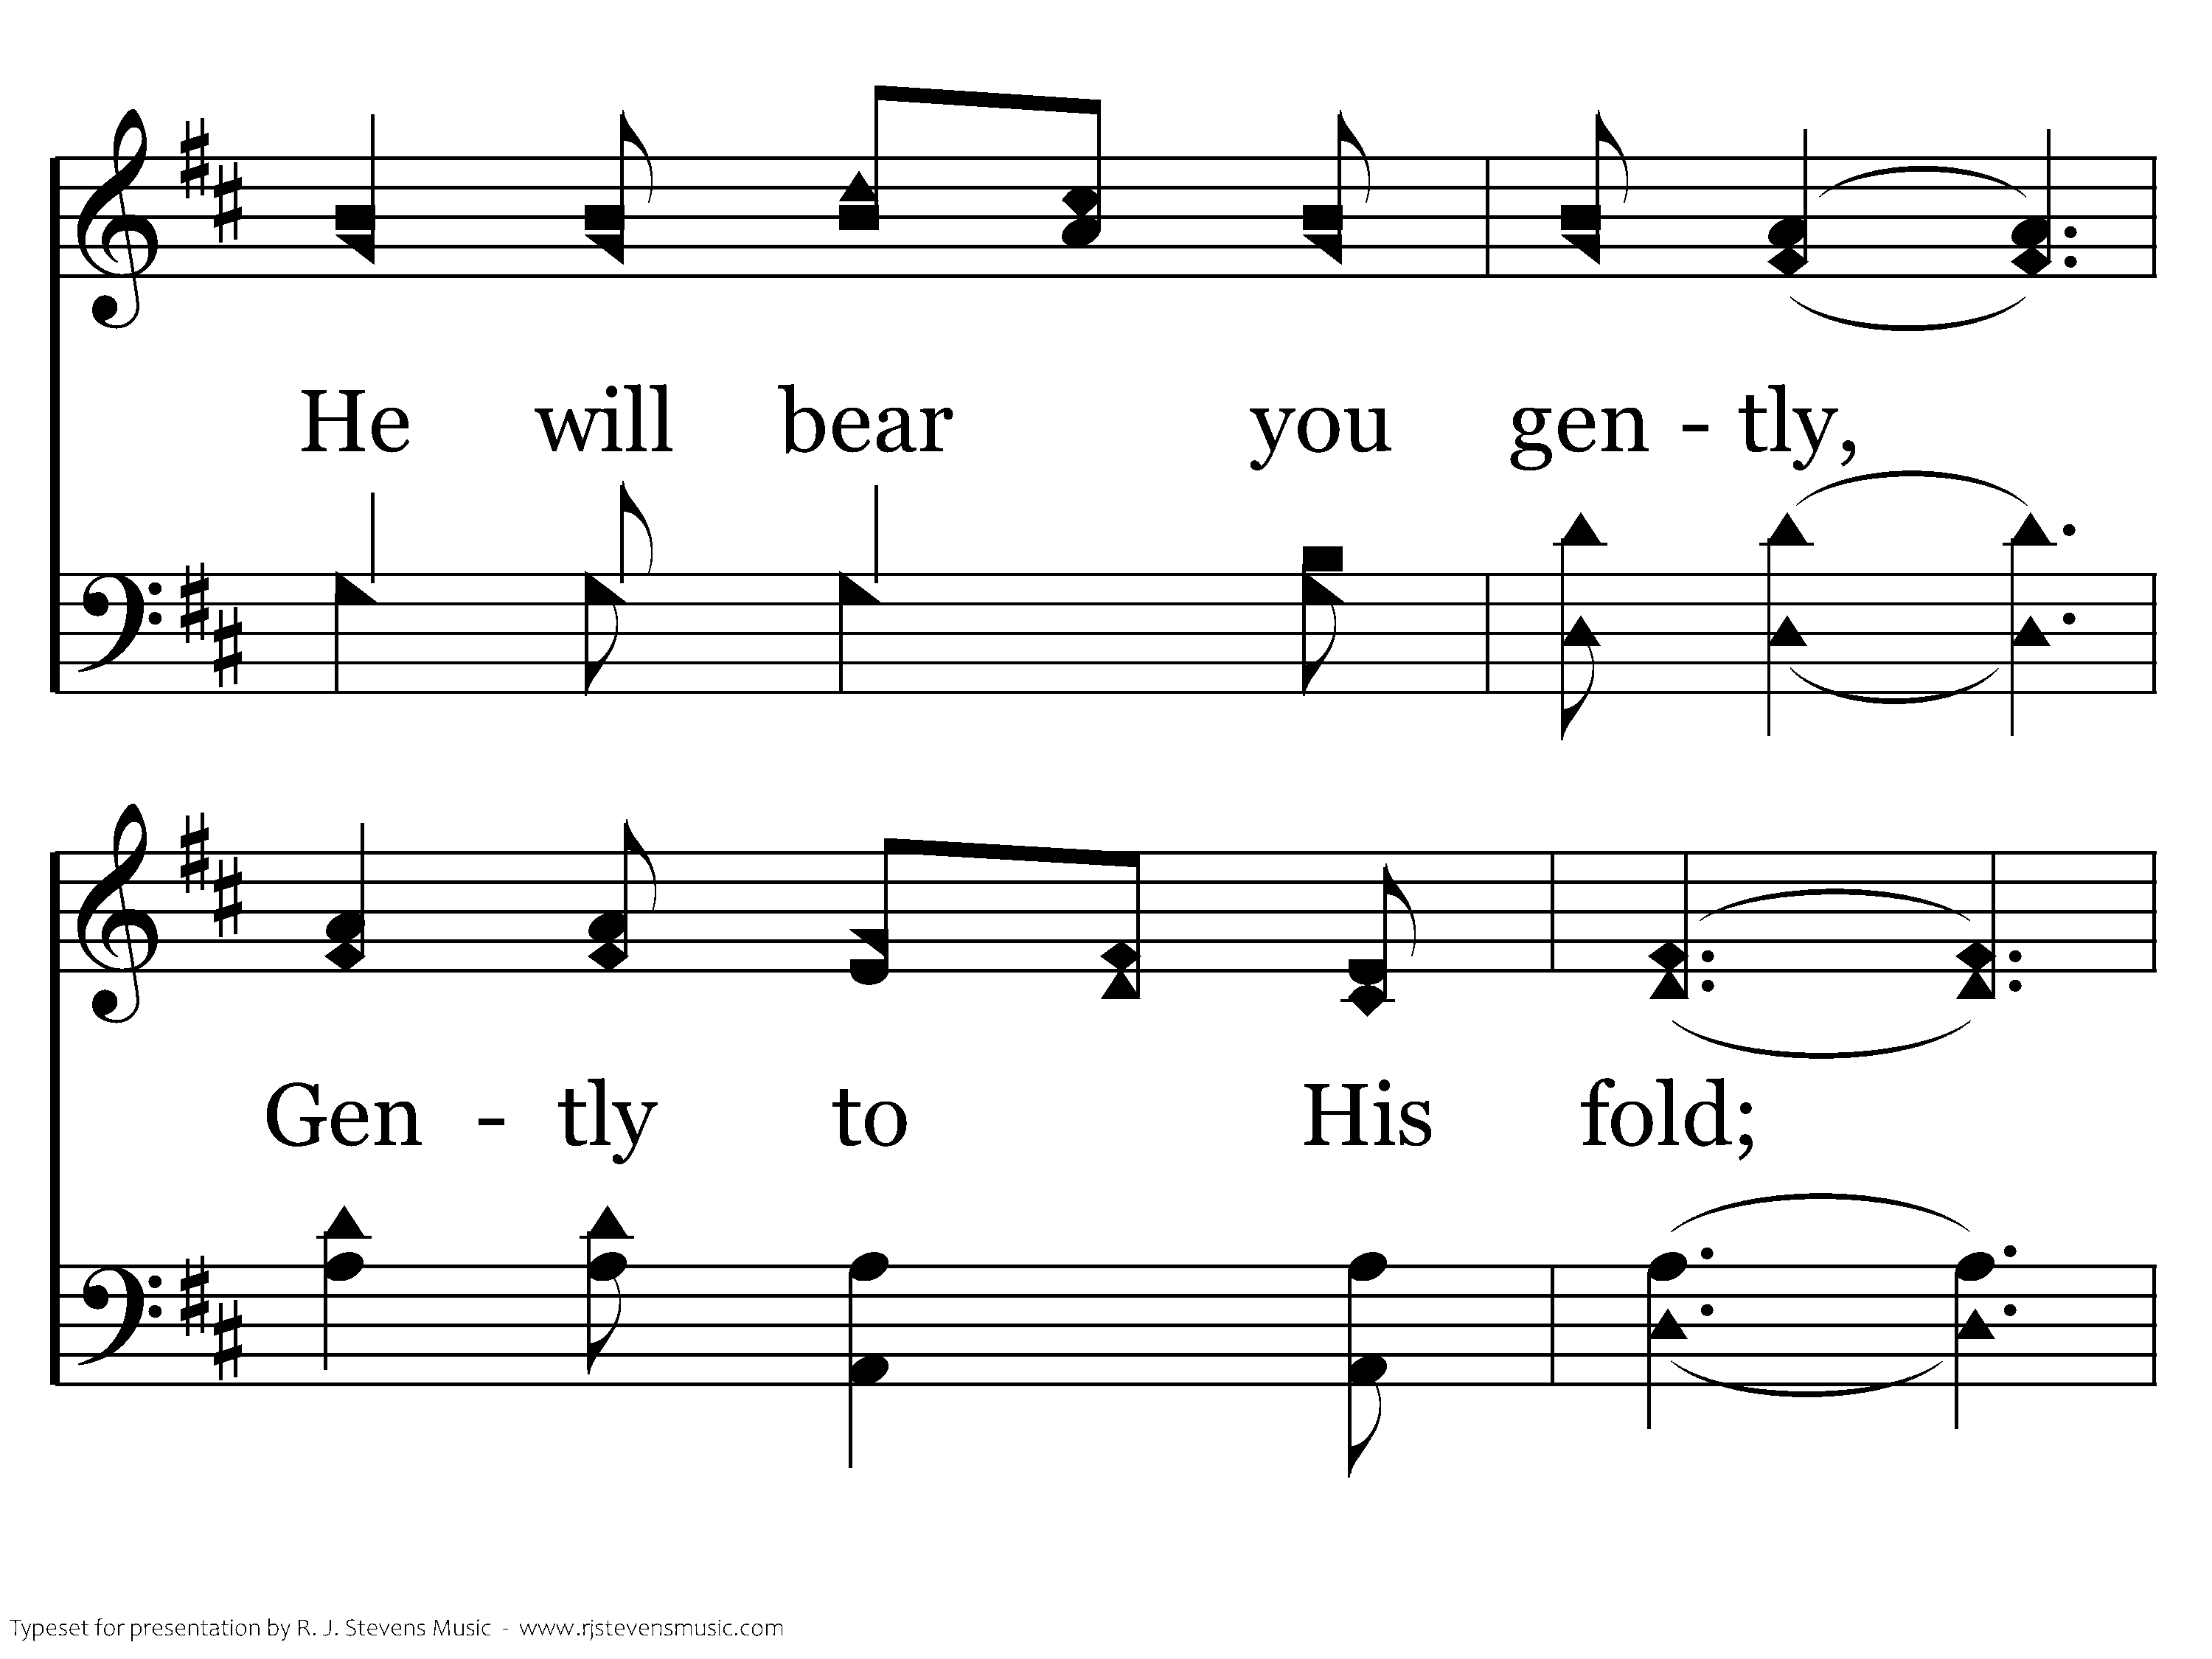 He will bear you gen - tly,
Gen - tly to His fold;
Typeset for presentation by R. J. Stevens Music - www.rjstevensmusic.com